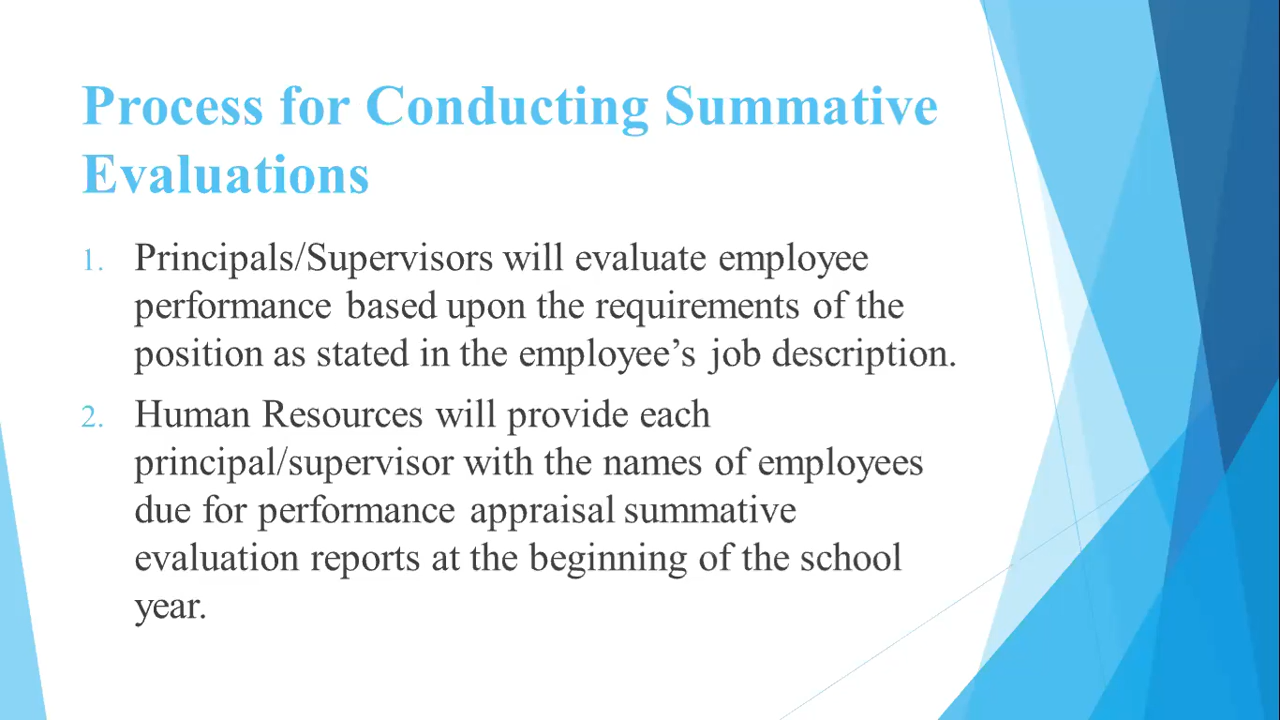 Process for Conducting Summative
Evaluations
1. Principals/Supervisors will evaluate employee
performance based upon the requirements of the
position as stated in the employee’s job description.
2. Human Resources will provide each
principal/supervisor with the names of employees
due for performance appraisal summative
evaluation reports at the beginning of the school
year.